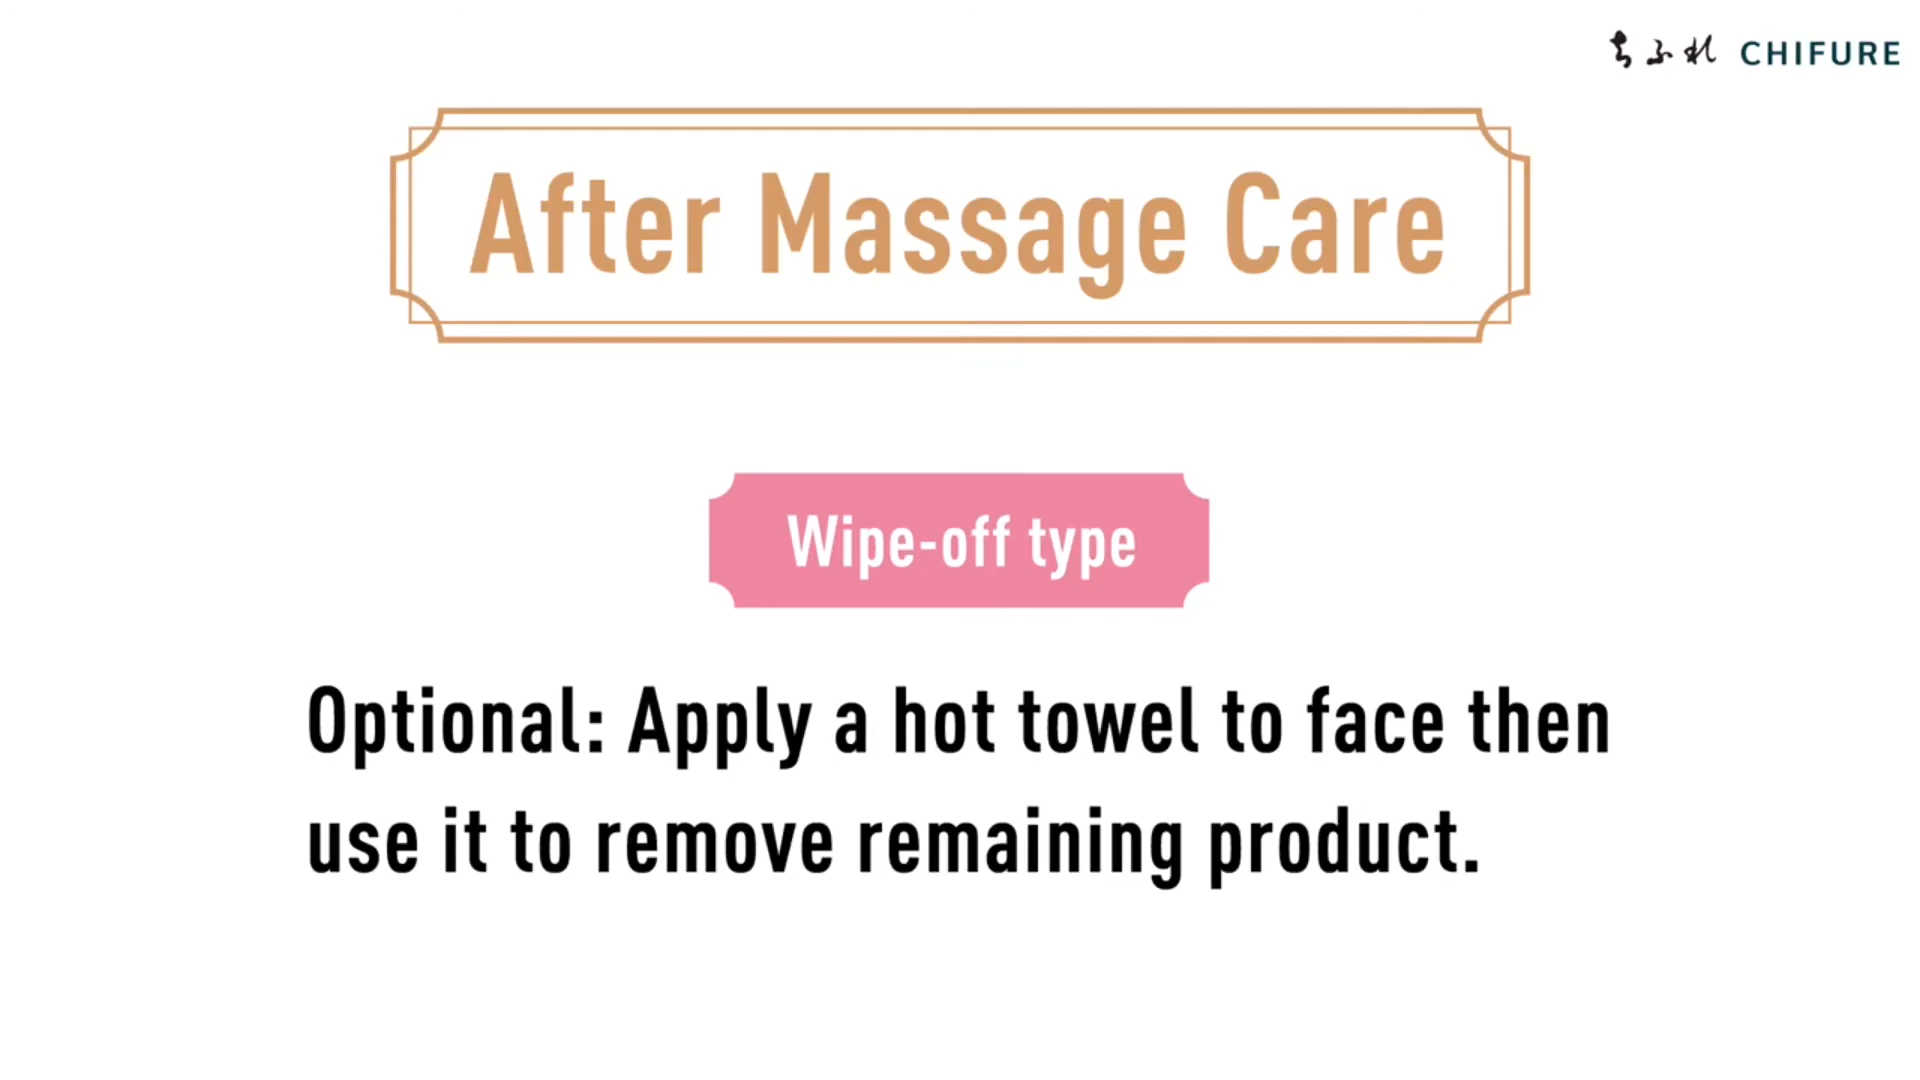 ちふれ CHIFURE
After Massage Care
Wipe-off type
Optional: Apply a hot towel to face then
use it to remove remaining product.